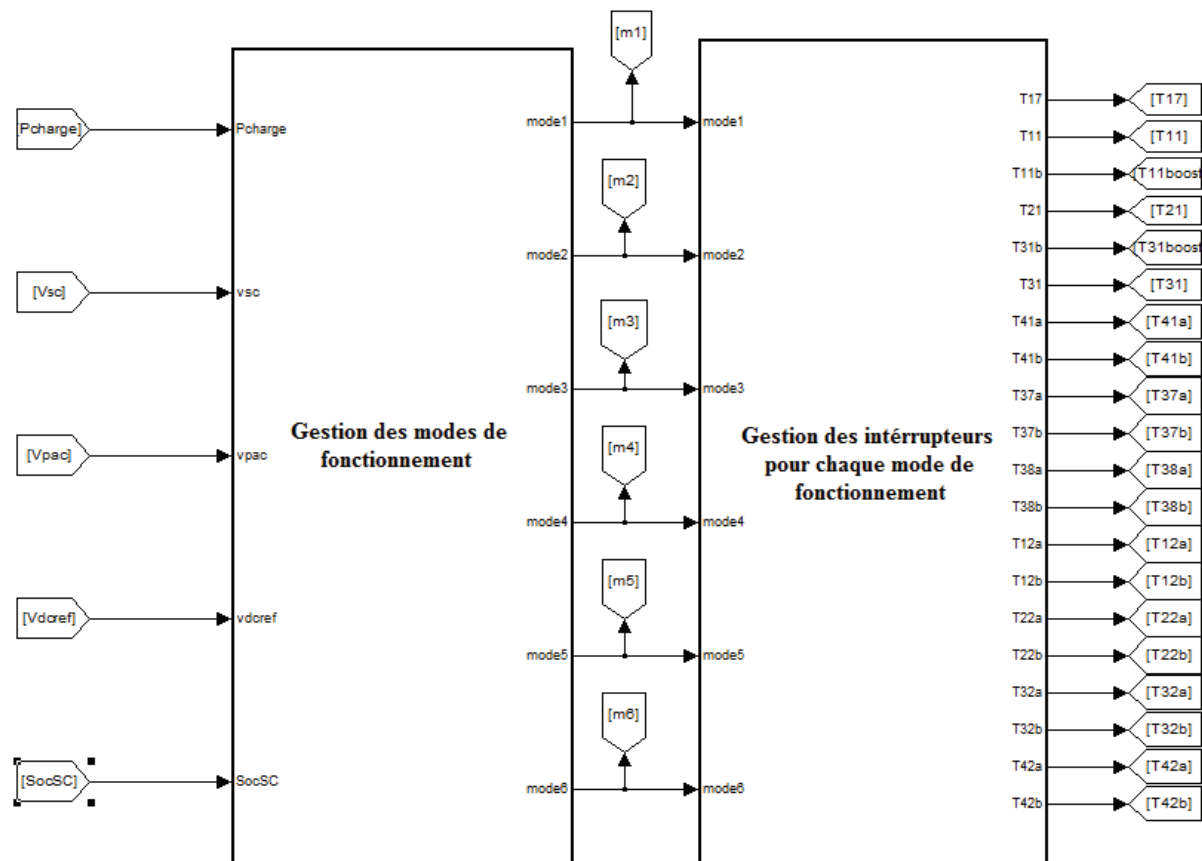 [m1]
[Pcharge]
Pcharge
mode1
mode1
T17
[T17]
T11
[T11]
T11b
[T11boost
[m2]
T21
[T21]
mode2
mode2
T31b
[T31boost
[Vsc]
vsc
T31
[T31]
[m3]
T41a
[T41a]
T41b
[T41b]
mode3
mode3
T37a
[T37a]
Gestion des modes de
fonctionnement
Gestion des intérrupteurs
pour chaque mode de
fonctionnement
[m4]
T37b
[T37b]
[Vpac]
vpac
T38a
[T38a]
T38b
[T38b]
mode4
mode4
T12a
[T12a]
[m5]
T12b
[T12b]
[Vdcref]
vdcref
T22a
[T22a]
mode5
mode5
T22b
[T22b]
[m6]
T32a
[T32a]
T32b
[T32b]
[SocSC]
SocSC
mode6
mode6
T42a
[T42a]
T42b
[T42b]